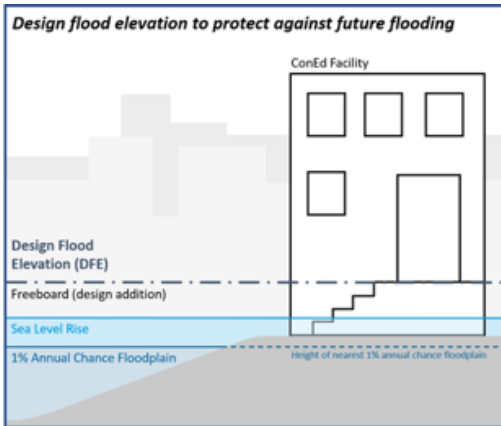 Design flood elevation to protect against future flooding
ConEd Facility
Design Flood
Elevation (DFE)
Freeboard (design addition)
Sea Level Rise
1% Annual Chance Floodplain
Height of nearest 1% annual chance floodplain